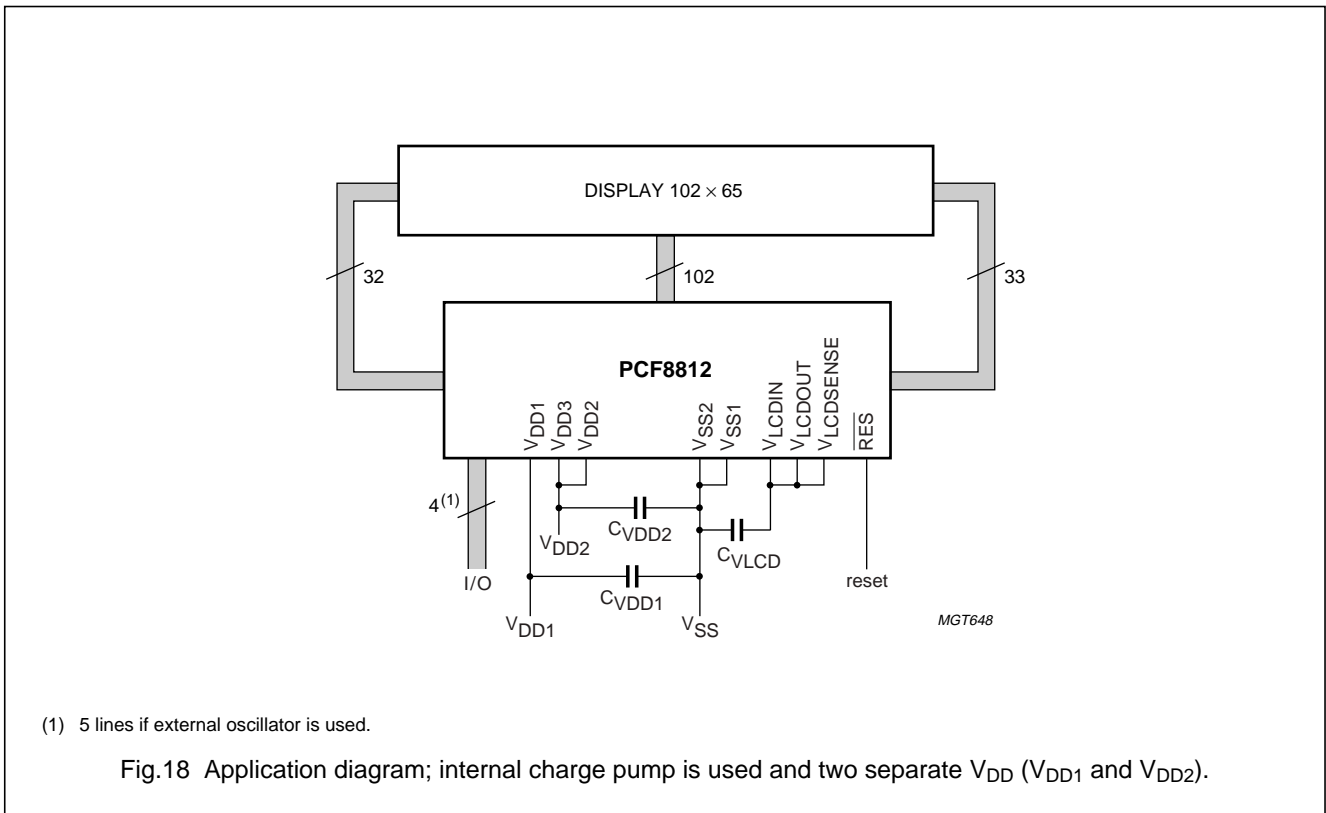 DISPLAY 102 × 65
32
102
33
PCF8812
VDD1
VDD3
VDD2
VSS2
VSS1
VLCDIN
VLCDOUT
VLCDSENSE
RES
4(1)
I/O
VDD2
CVDD2
CVLCD
CVDD1
VDD1
VSS
reset
MGT648
(1) 5 lines if external oscillator is used.
Fig.18 Application diagram; internal charge pump is used and two separate VDD (VDD1 and VDD2).